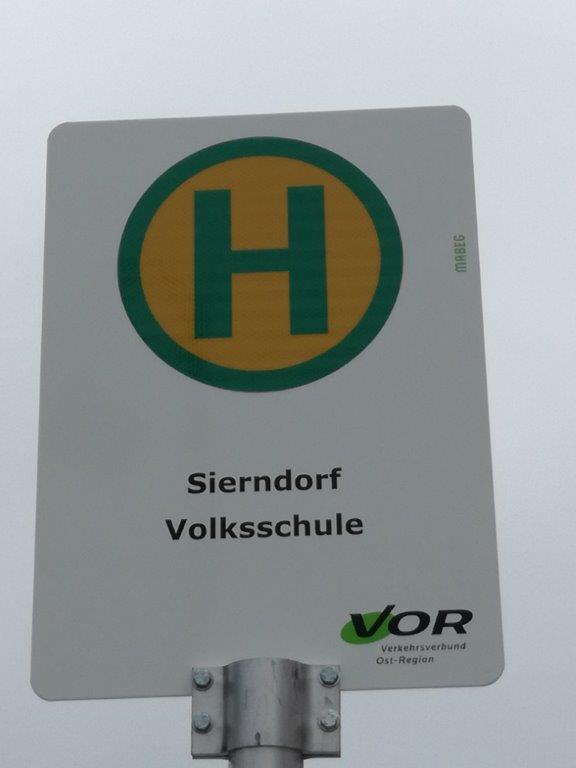 H
MABEG
Sierndorf
Volksschule
VOR
Verkehrsverbund
Ost-Region